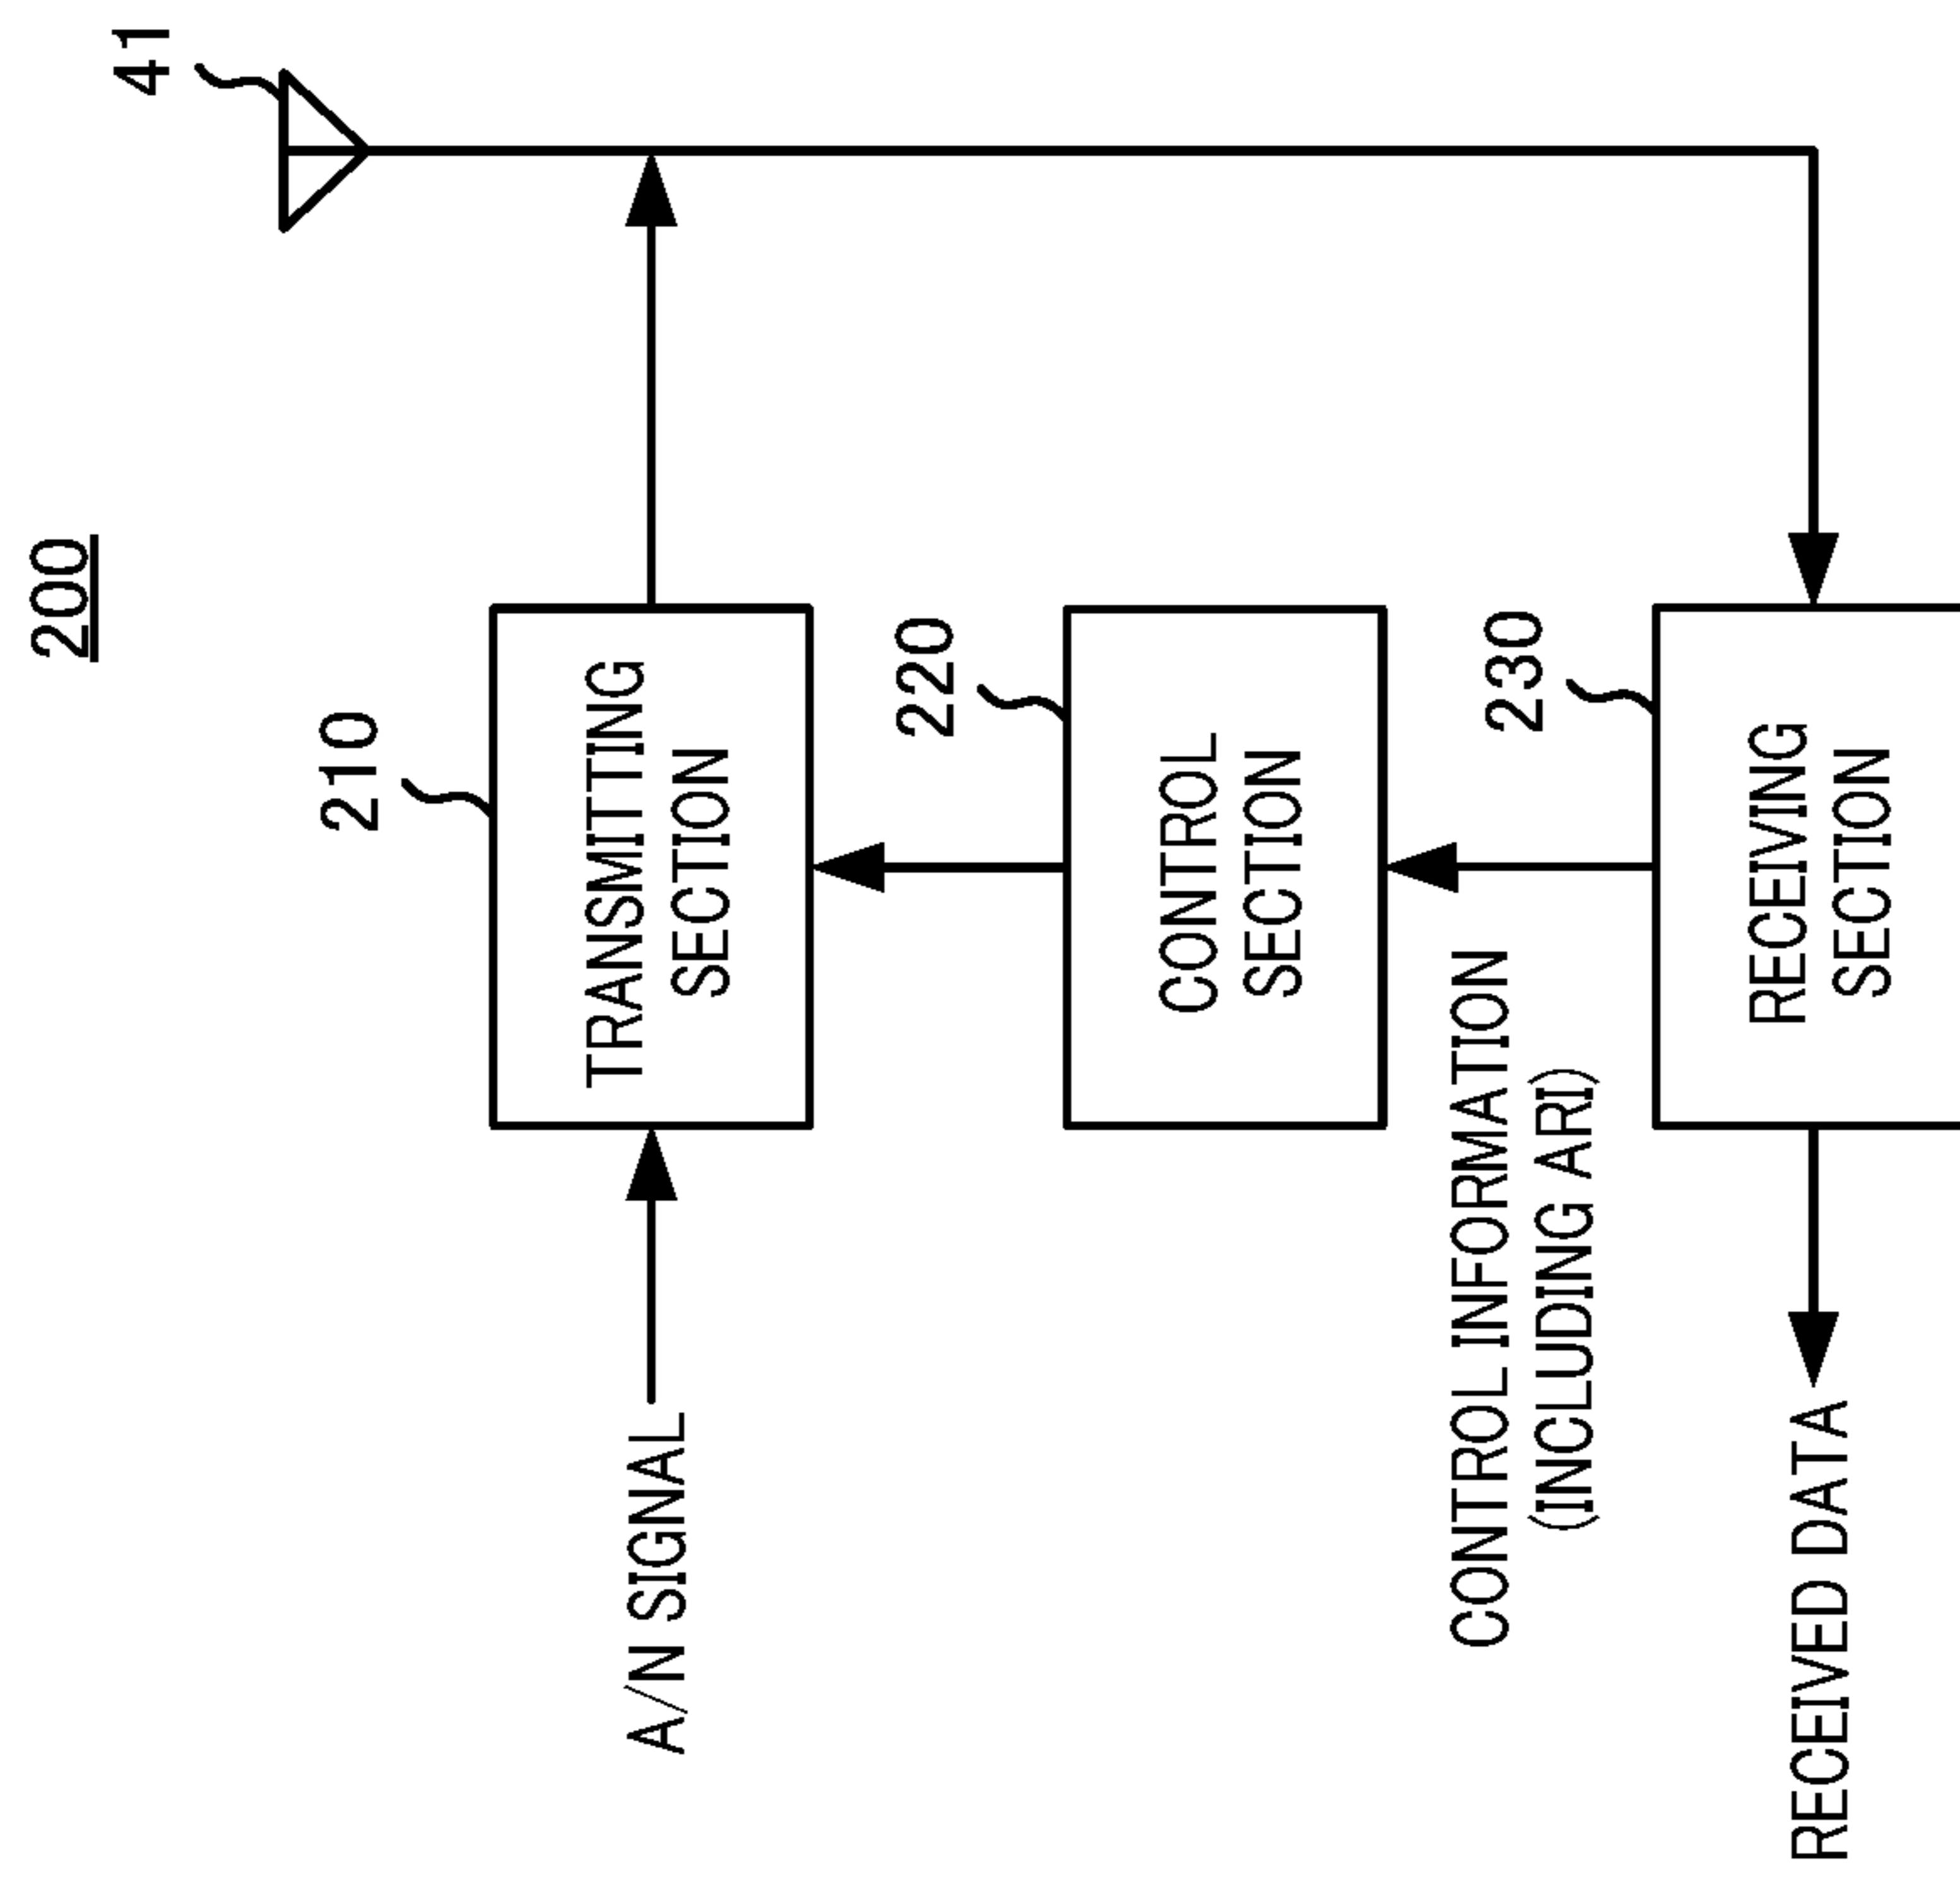 200
41
210
TRANSMITTING
SECTION
A/N SIGNAL
220
CONTROL
SECTION
CONTROL INFORMATION
(INCLUDING ARI)
230
RECEIVING
SECTION
RECEIVED DATA